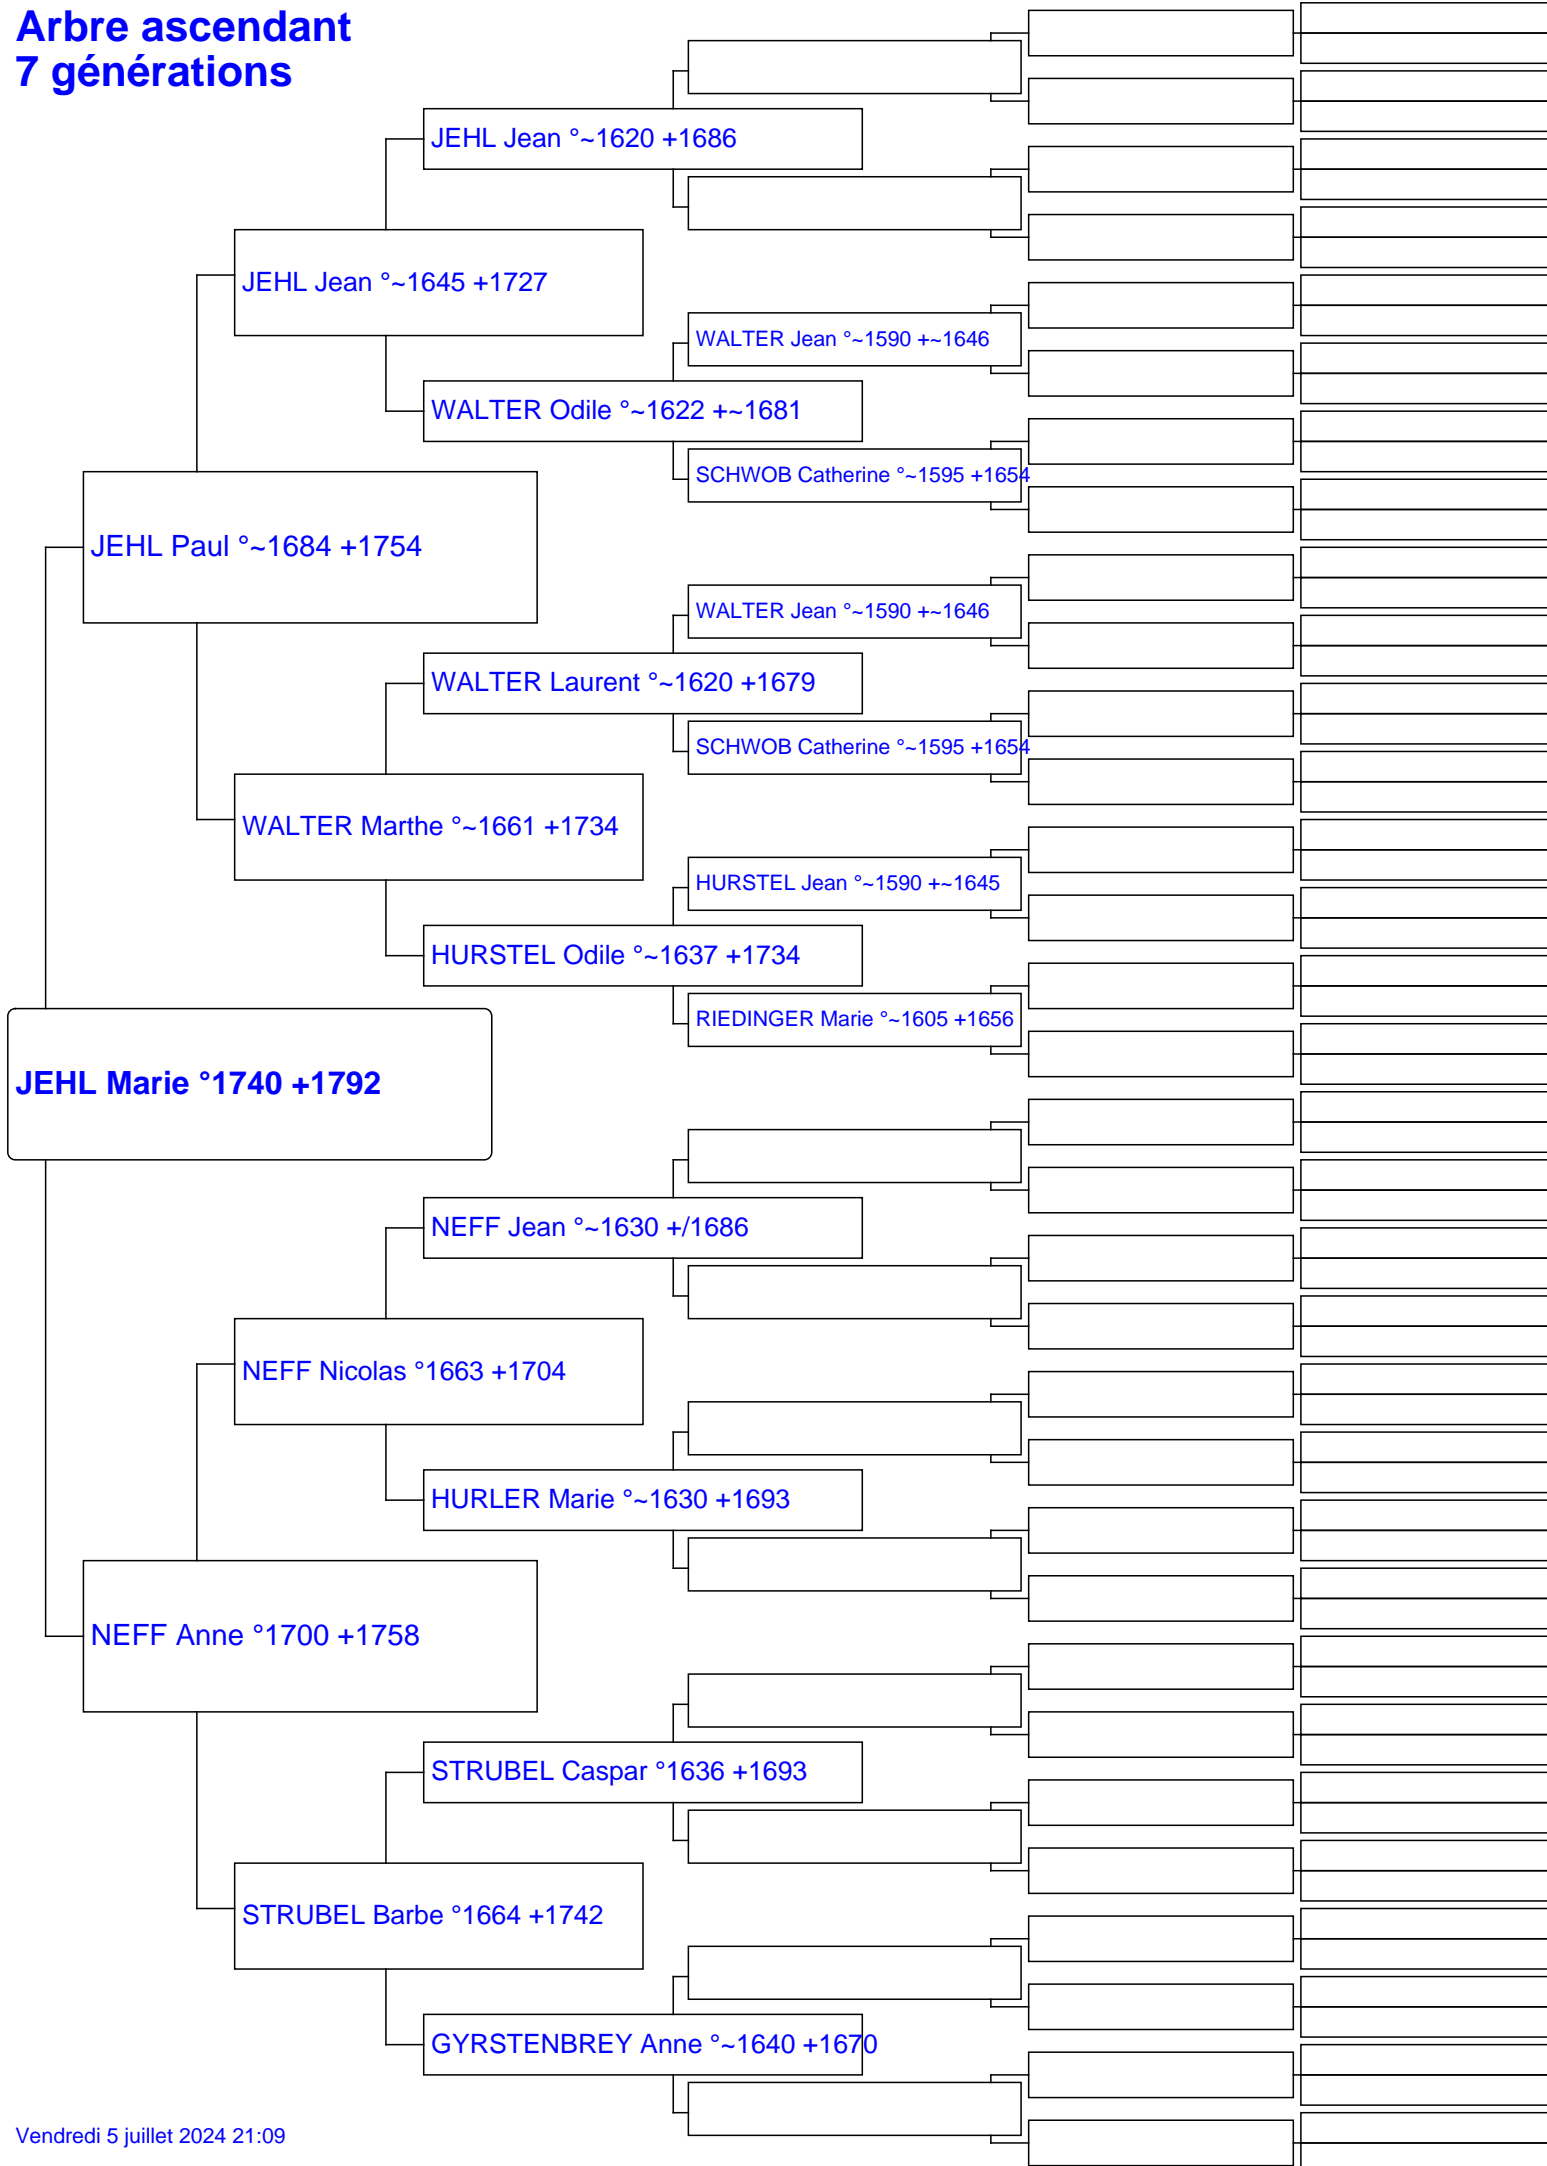 Arbre ascendant
7 générations
JEHL Jean °~1620 +1686
JEHL Jean °~1645 +1727
WALTER Jean °~1590 +~1646
WALTER Odile °~1622 +~1681
SCHWOB Catherine °~1595 +1654
JEHL Paul °~1684 +1754
WALTER Jean °~1590 +~1646
WALTER Laurent °~1620 +1679
SCHWOB Catherine °~1595 +1654
WALTER Marthe °~1661 +1734
HURSTEL Jean °~1590 +~1645
HURSTEL Odile °~1637 +1734
RIEDINGER Marie °~1605 +1656
JEHL Marie °1740 +1792
NEFF Jean °~1630 +/1686
NEFF Nicolas °1663 +1704
HURLER Marie °~1630 +1693
NEFF Anne °1700 +1758
STRUBEL Caspar °1636 +1693
STRUBEL Barbe °1664 +1742
GYRSTENBREY Anne °~1640 +1670
Vendredi 5 juillet 2024 21:09